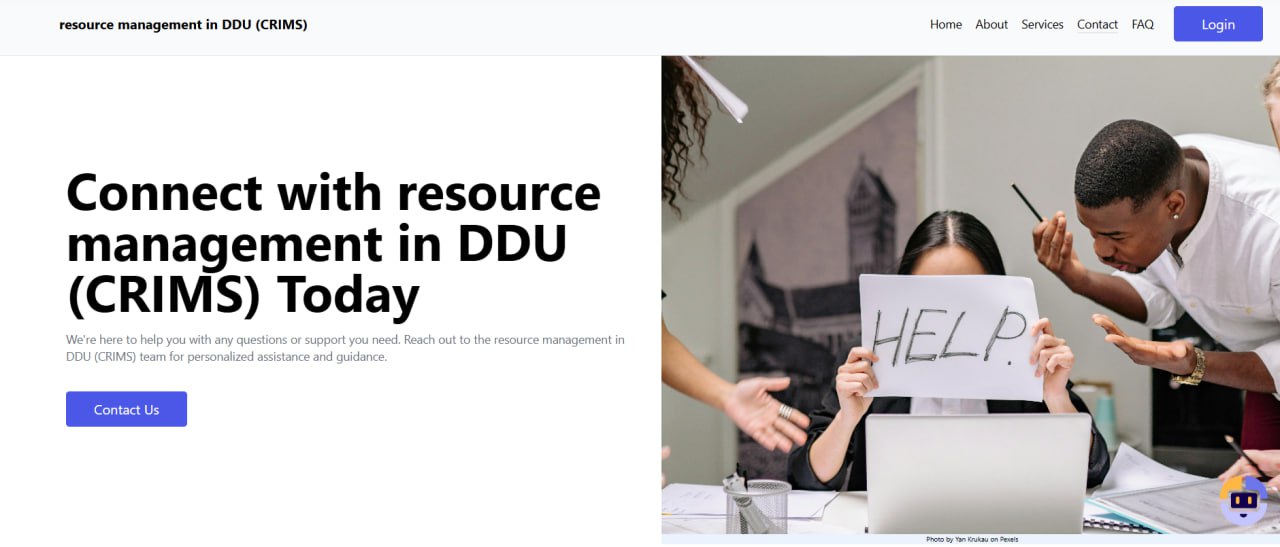 resource management in DDU (CRIMS)
Home About Services Contact FAQ Login
Connect with resource
management in DDU
(CRIMS) Today
We're here to help you with any questions or support you need. Reach out to the resource management in
DDU (CRIMS) team for personalized assistance and guidance.
Contact Us
HELP.
Photo by Yan Krukau on Pexels